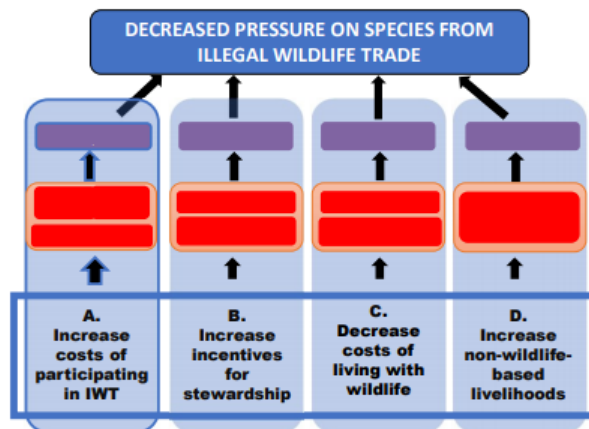 DECREASED PRESSURE ON SPECIES FROM
ILLEGAL WILDLIFE TRADE
A.
Increase
costs of
participating
in IWT
B.
Increase
incentives
for
stewardship
C.
Decrease
costs of
living with
wildlife
D.
Increase
non-wildlife-
based
livelihoods